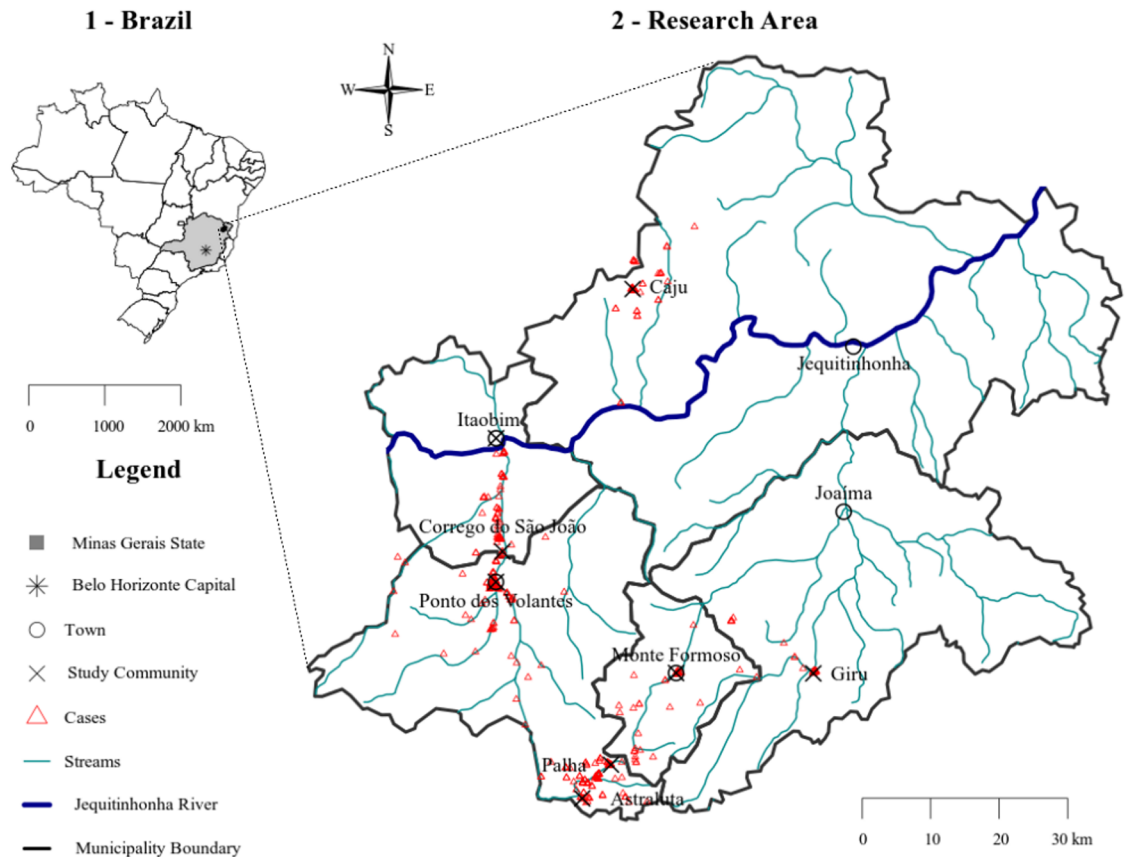 1 - Brazil
2 - Research Area
N
W
E
S
Caju
Jequitinhonha
Itaobim
0 1000 2000 km
Legend
Joaíma
Corrego do São João
Minas Gerais State
Belo Horizonte Capital
Ponto dos Volantes
Town
Monte Formoso
Study Community
Giru
Cases
Streams
Palha
Astraluta
Jequitinhonha River
0 10 20 30 km
Municipality Boundary